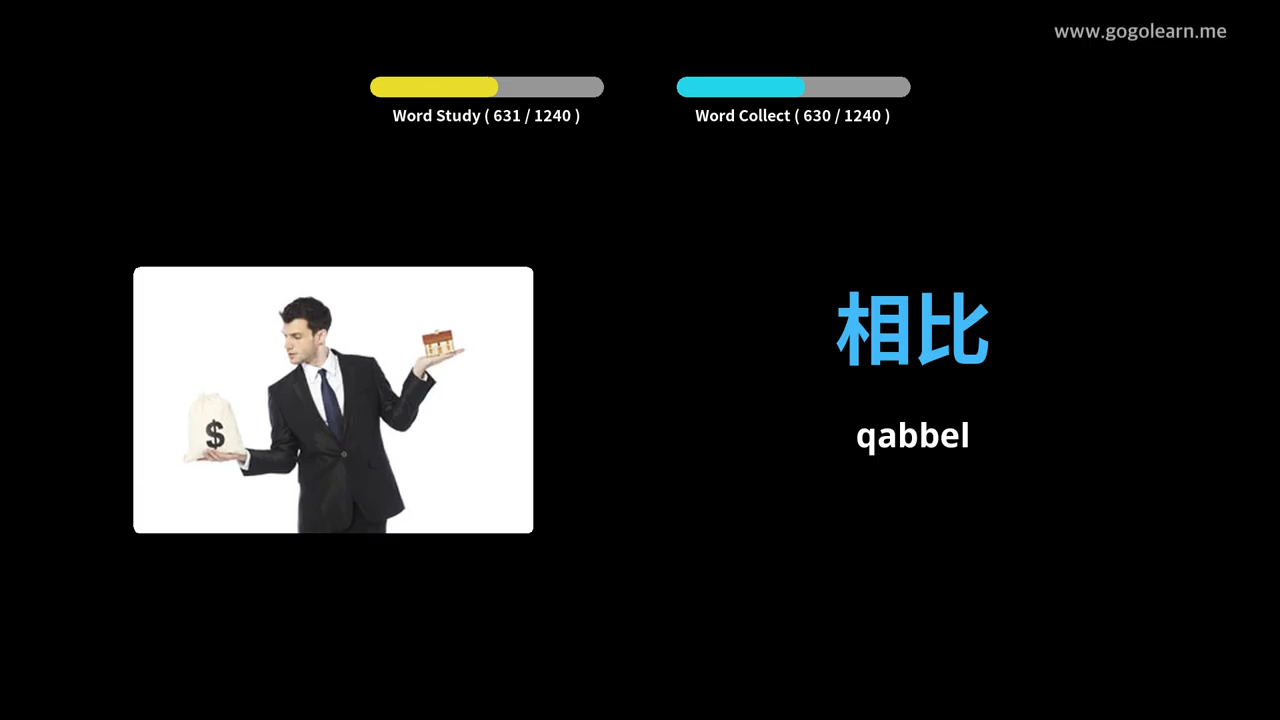 www.gogolearn.me
Word Study ( 631 / 1240 )
Word Collect ( 630 / 1240 )
$
相比
qabbel